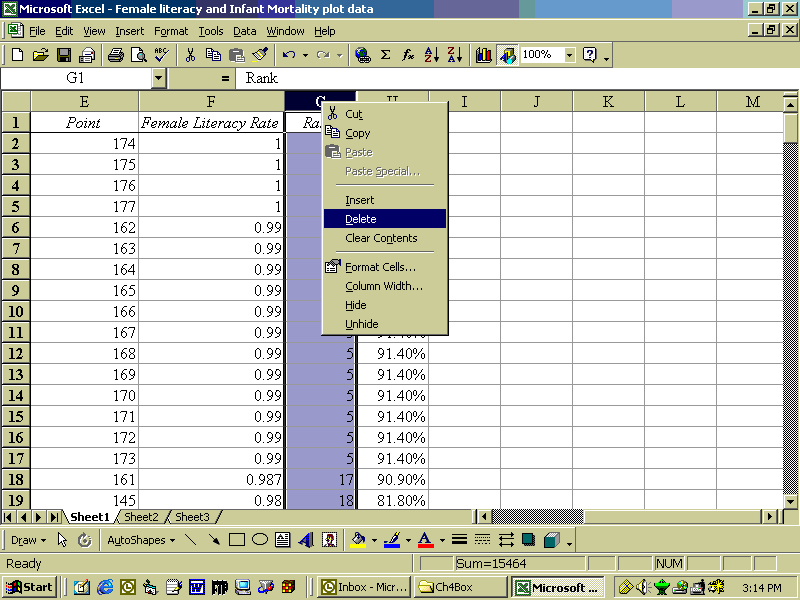 Microsoft Excel - Female literacy and Infant Mortality plot data
File Edit View Insert Format Tools Data Window Help
ABC Σ fx A Z Z A 100% ?
G1 = Rank
E F G H I J K L M
1 Point Female Literacy Rate Ra
2 174 1
3 175 1
4 176 1
5 177 1
6 162 0.99
7 163 0.99
8 164 0.99
9 165 0.99
10 166 0.99
11 167 0.99
12 168 0.99 5 91.40%
13 169 0.99 5 91.40%
14 170 0.99 5 91.40%
15 171 0.99 5 91.40%
16 172 0.99 5 91.40%
17 173 0.99 5 91.40%
18 161 0.987 17 90.90%
19 145 0.98 18 81.80%
Cut
Copy
Paste
Paste Special...
Insert
Delete
Clear Contents
Format Cells...
Column Width...
Hide
Unhide
Sheet1 Sheet2 Sheet3
Draw AutoShapes A A
Ready Sum=15464 NUM
Start Inbox - Micr... Ch4Box Microsoft ... 3:14 PM